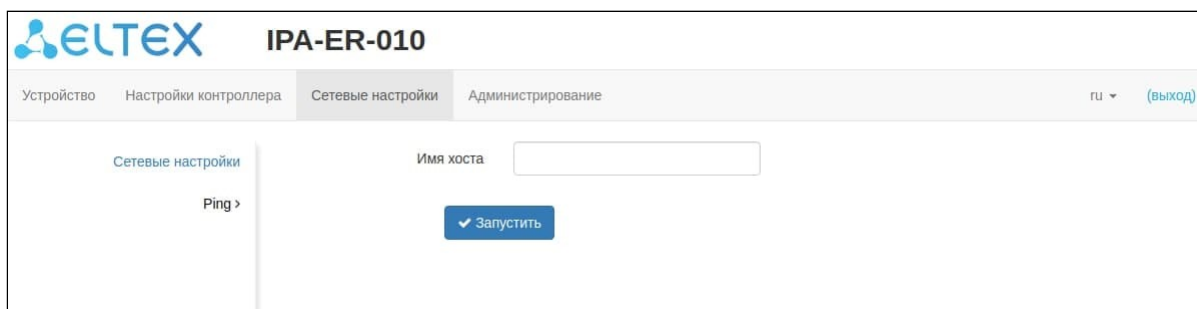 ELTEX IPA-ER-010
Устройство Настройки контроллера Сетевые настройки Администрирование ru (выход)
Сетевые настройки
Имя хоста
Ping >
Запустить